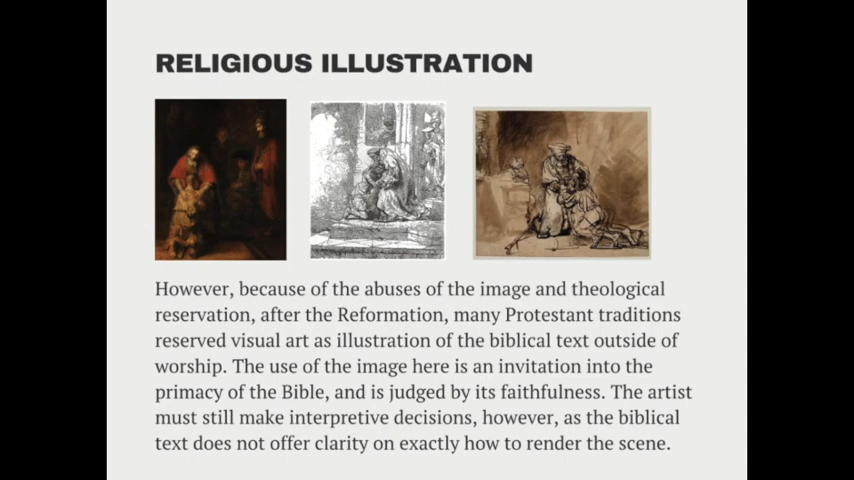 RELIGIOUS ILLUSTRATION
However, because of the abuses of the image and theological
reservation, after the Reformation, many Protestant traditions
reserved visual art as illustration of the biblical text outside of
worship. The use of the image here is an invitation into the
primacy of the Bible, and is judged by its faithfulness. The artist
must still make interpretive decisions, however, as the biblical
text does not offer clarity on exactly how to render the scene.